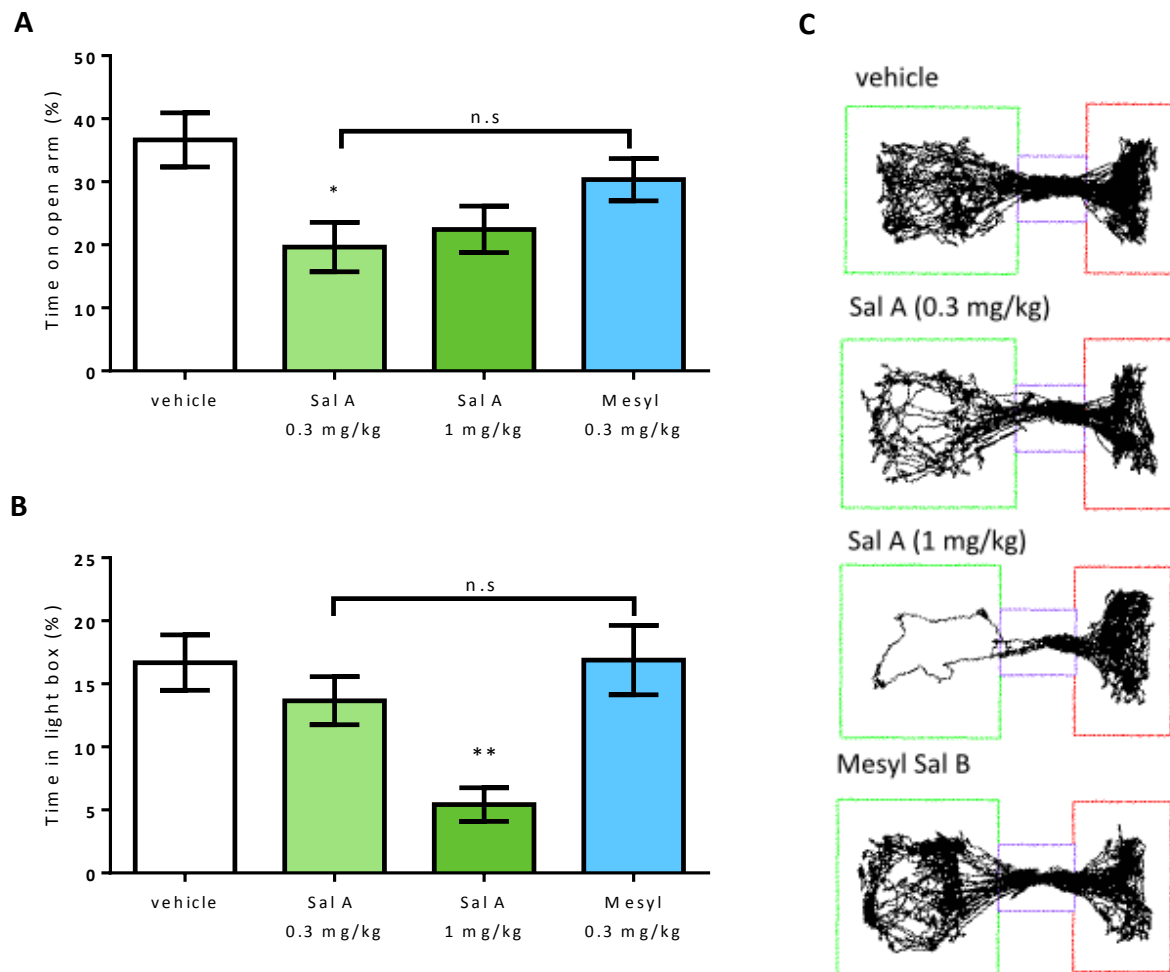 A
Time on open arm (%)
50
40
30
20
10
0
n.s
*
vehicle
Sal A
0.3 mg/kg
Sal A
1 mg/kg
Mesyl
0.3 mg/kg
B
Time in light box (%)
25
20
15
10
5
0
n.s
**
vehicle
Sal A
0.3 mg/kg
Sal A
1 mg/kg
Mesyl
0.3 mg/kg
C
vehicle
Sal A (0.3 mg/kg)
Sal A (1 mg/kg)
Mesyl Sal B